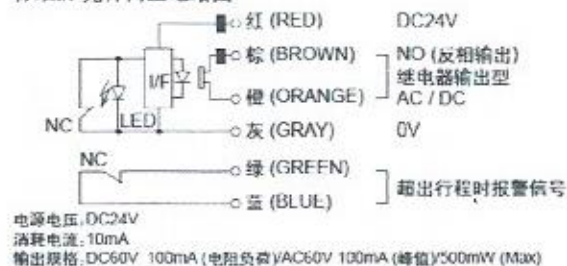 红 (RED) DC24V
棕 (BROWN) NO (反相输出)
继电器输出型
I/F
橙 (ORANGE) AC / DC
NC LED 灰 (GRAY) 0V
NC 绿 (GREEN)
超出行程时报警信号
蓝 (BLUE)
电源电压:DC24V
消耗电流:10mA
输出规格:DC60V 100mA (电阻负荷)/AC60V 100mA (峰值)/500mW (Max)